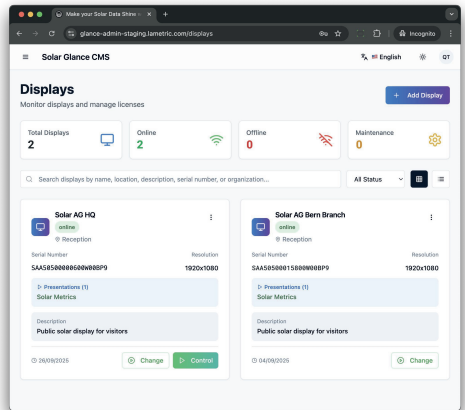 Make your Solar Data Shine
glance-admin-staging.lametric.com/displays
Incognito
Solar Glance CMS
English
QT
Displays
Monitor displays and manage licenses
+ Add Display
Total Displays
2
Online
2
Offline
0
Maintenance
0
Search displays by name, location, description, serial number, or organization...
All Status
Solar AG HQ
online
Reception
Serial Number
Resolution
SAA50500000600W00BP9
1920x1080
Presentations (1)
Solar Metrics
Description
Public solar display for visitors
26/09/2025
Change
Control
Solar AG Bern Branch
online
Reception
Serial Number
Resolution
SAA50500015800W00BP9
1920x1080
Presentations (1)
Solar Metrics
Description
Public solar display for visitors
04/09/2025
Change